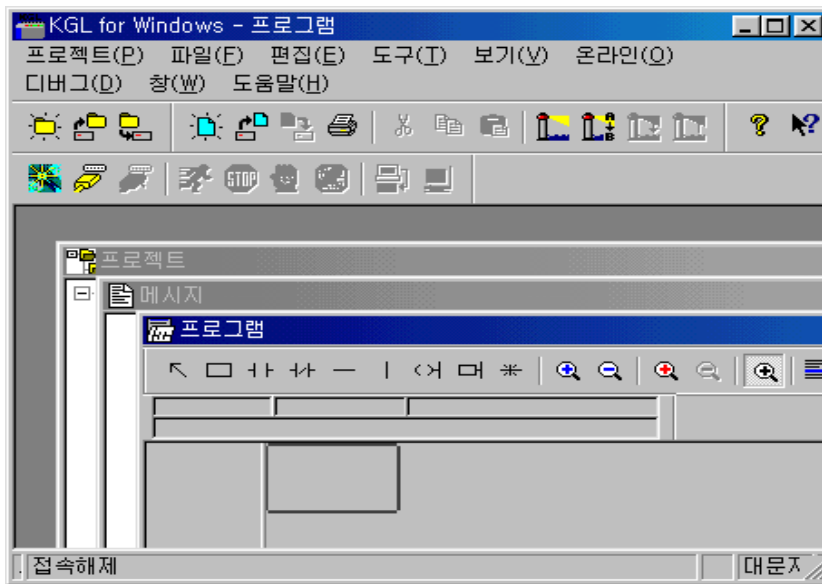 KGL for Windows - 프로그램
프로젝트(P) 파일(F) 편집(E) 도구(T) 보기(V) 온라인(O)
디버그(D) 창(W) 도움말(H)
STOP
프로젝트
메시지
프로그램
접속해제
대문자